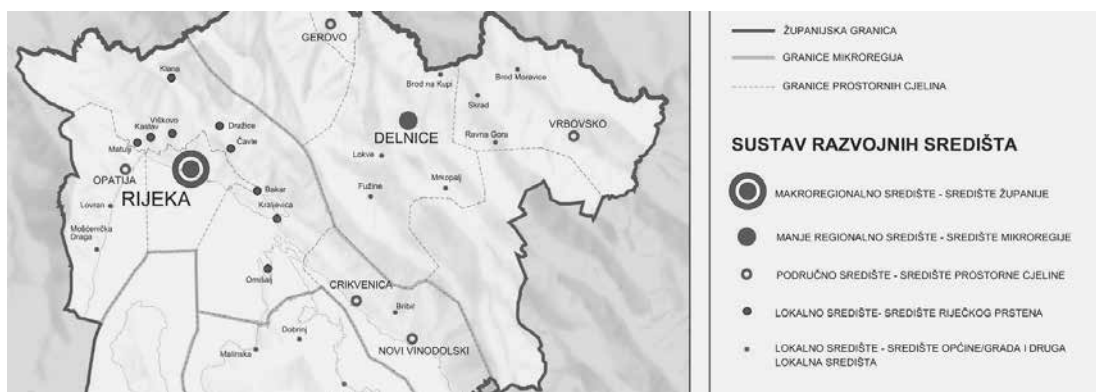 GEROVO
Klana
Brod na Kupi
Brod Moravice
Skrad
Viškovo
Kastav
Dražice
DELNICE
VRBOVSKO
Matulji
Čavle
Ravna Gora
Lokve
OPATIJA
RIJEKA
Bakar
Fužine
Mrkopalj
Lovran
Kraljevica
Mošćenička
Draga
Omišalj
CRIKVENICA
Bribir
Dobrinj
Malinska
NOVI VINODOLSKI
ŽUPANIJSKA GRANICA
GRANICE MIKROREGIJA
GRANICE PROSTORNIH CJELINA
SUSTAV RAZVOJNIH SREDIŠTA
MAKROREGIONALNO SREDIŠTE - SREDIŠTE ŽUPANIJE
MANJE REGIONALNO SREDIŠTE - SREDIŠTE MIKROREGIJE
PODRUČNO SREDIŠTE - SREDIŠTE PROSTORNE CJELINE
LOKALNO SREDIŠTE- SREDIŠTE RIJEČKOG PRSTENA
LOKALNO SREDIŠTE - SREDIŠTE OPĆINE/GRADA I DRUGA
LOKALNA SREDIŠTA